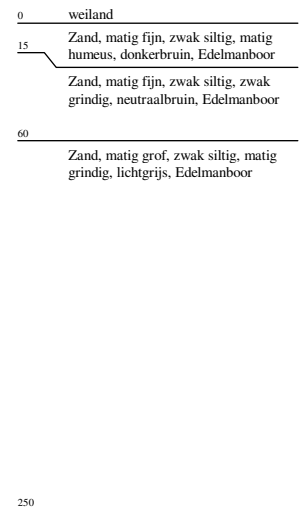 0 weiland
Zand, matig fijn, zwak siltig, matig
15
humeus, donkerbruin, Edelmanboor
Zand, matig fijn, zwak siltig, zwak
grindig, neutraalbruin, Edelmanboor
60
Zand, matig grof, zwak siltig, matig
grindig, lichtgrijs, Edelmanboor
250